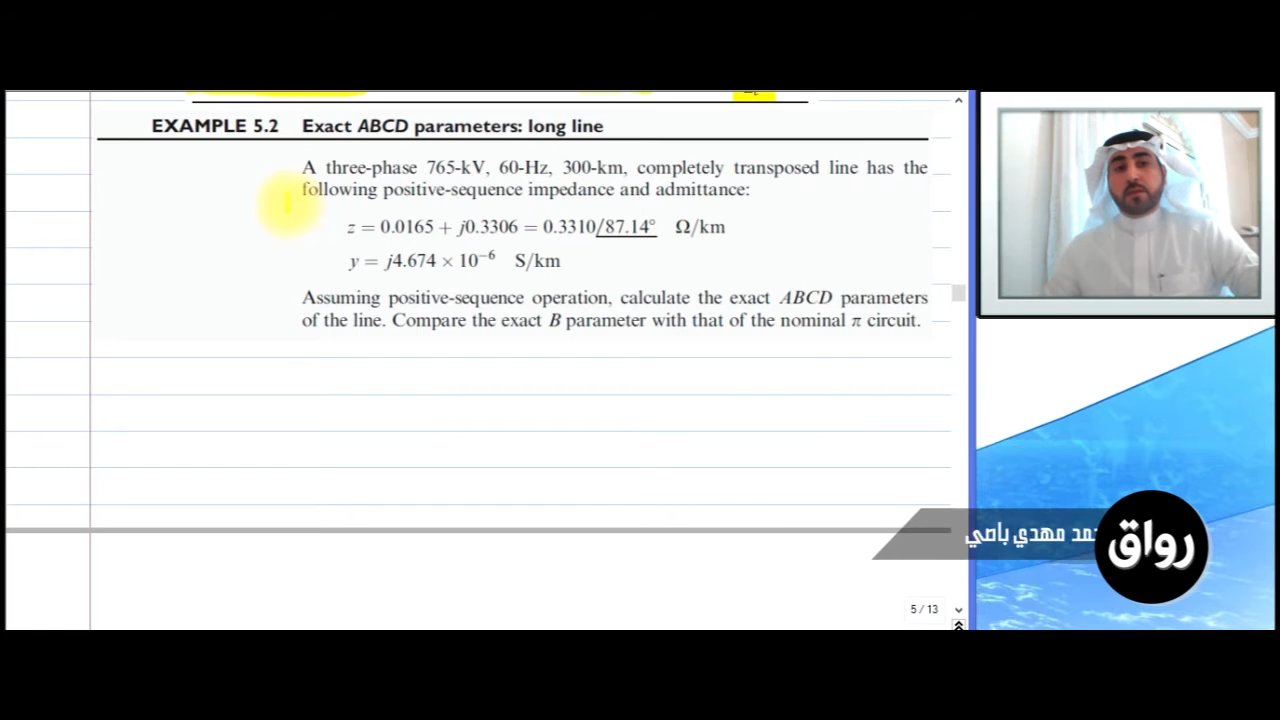 EXAMPLE 5.2 Exact ABCD parameters: long line
A three-phase 765-kV, 60-Hz, 300-km, completely transposed line has the
following positive-sequence impedance and admittance:
z = 0.0165 + j0.3306 = 0.3310/87.14° Ω/km
y = j4.674 × 10⁻⁶ S/km
Assuming positive-sequence operation, calculate the exact ABCD parameters
of the line. Compare the exact B parameter with that of the nominal π circuit.
مهدي باصي
رواق
5 / 13